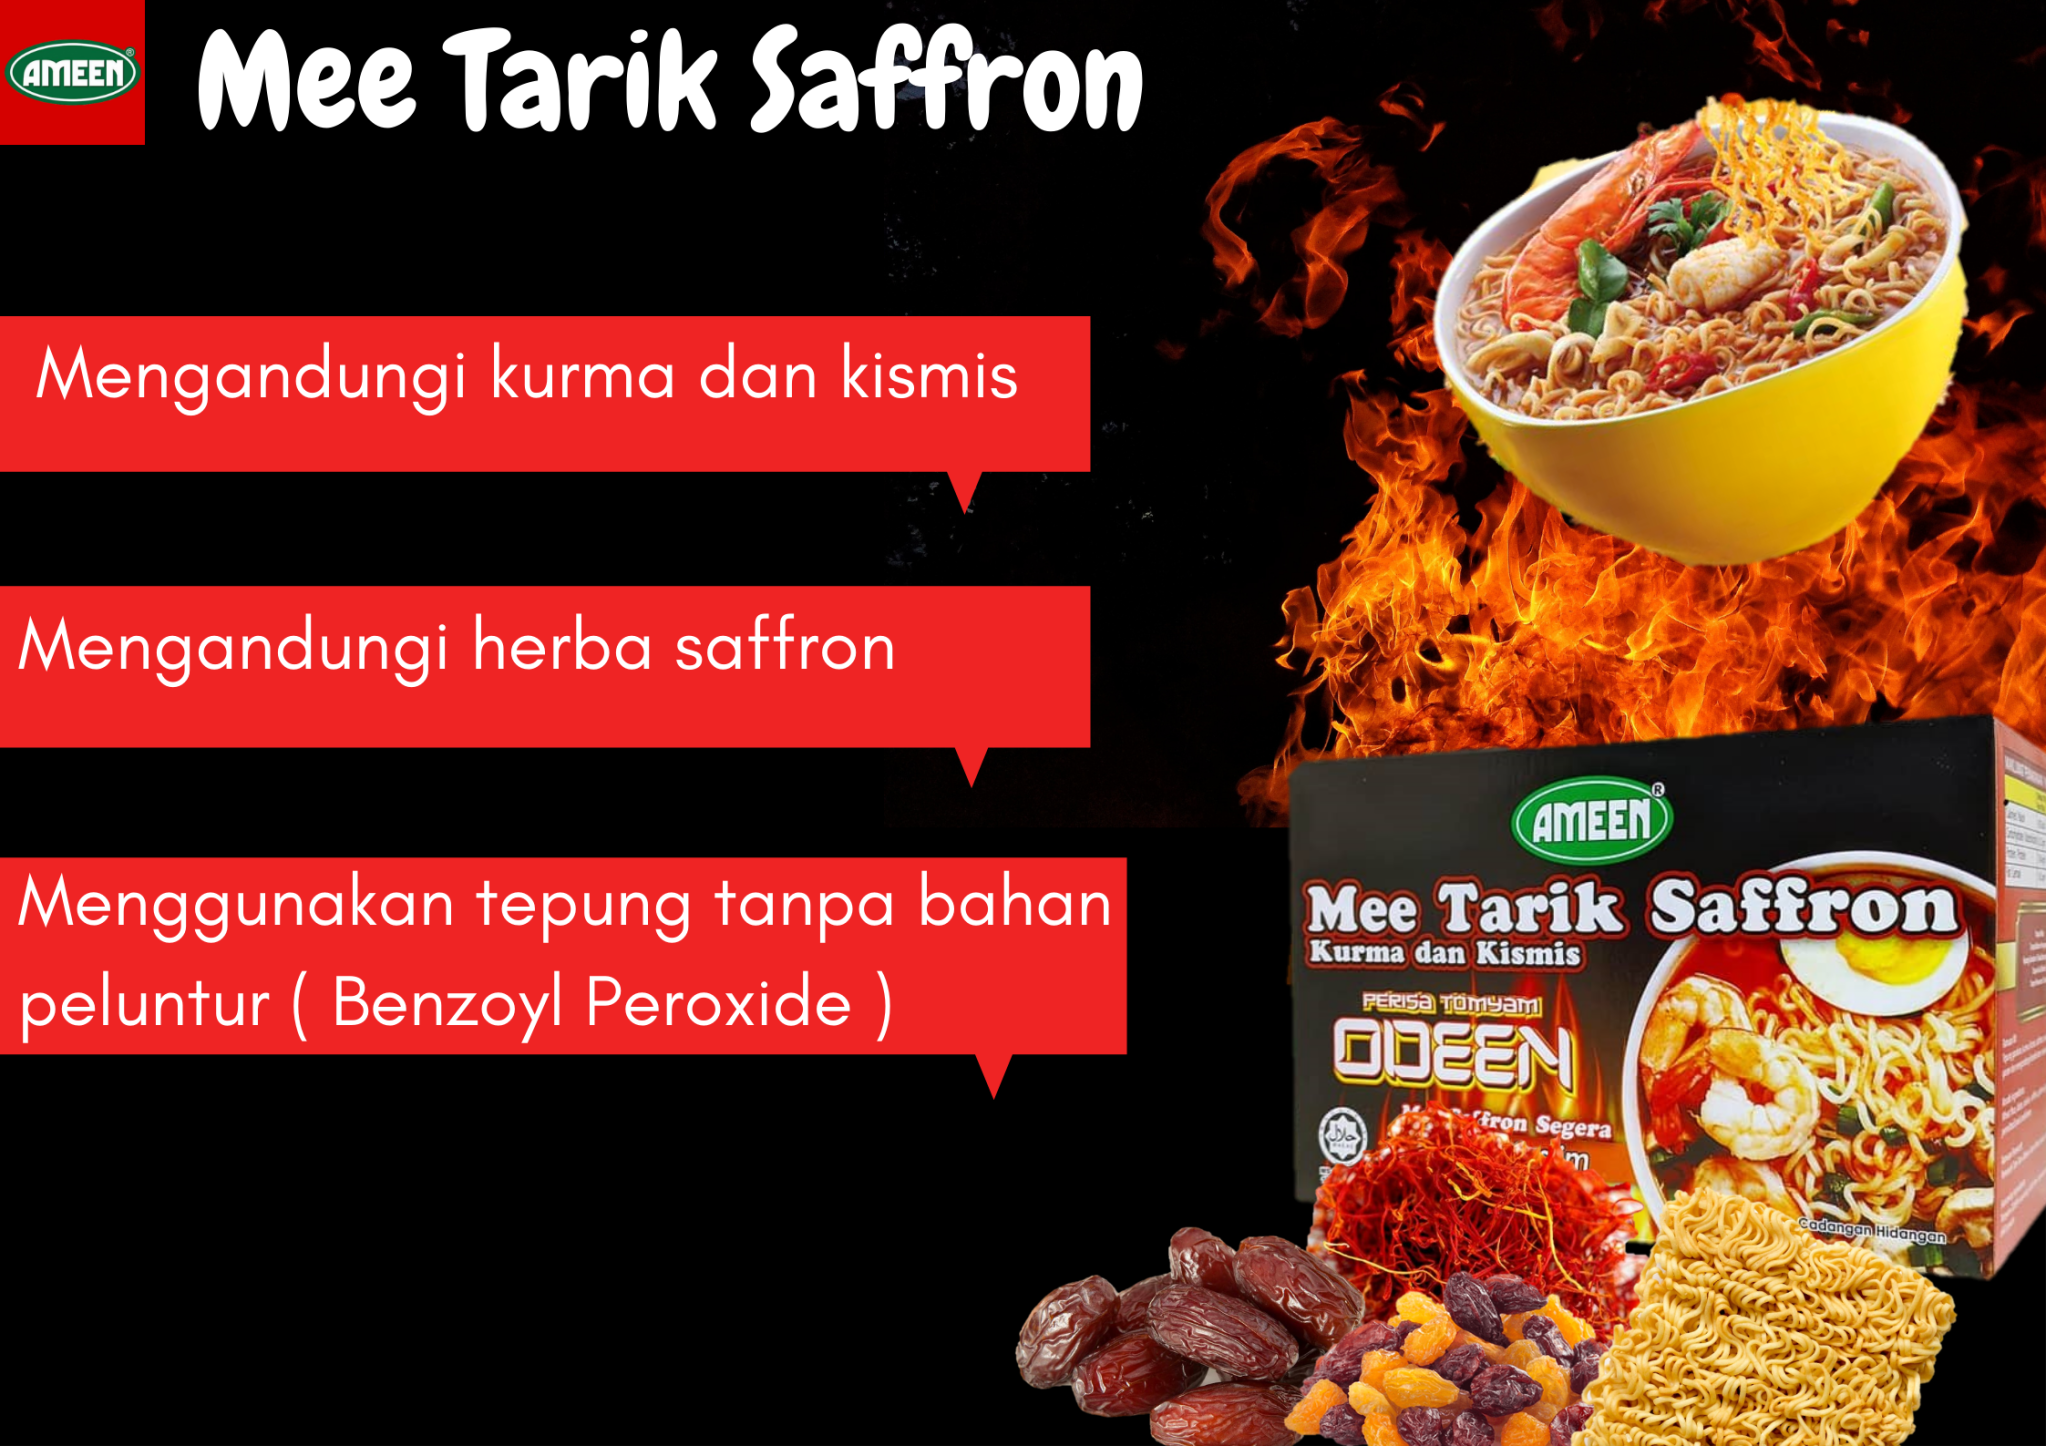 AMEEN
Mee Tarik Saffron
Mengandungi kurma dan kismis
Mengandungi herba saffron
Menggunakan tepung tanpa bahan
peluntur ( Benzoyl Peroxide )
AMEEN®
Mee Tarik Saffron
Kurma dan Kismis
PERISA TOMYAM
ODEEN
Segera
Cadangan Hidangan